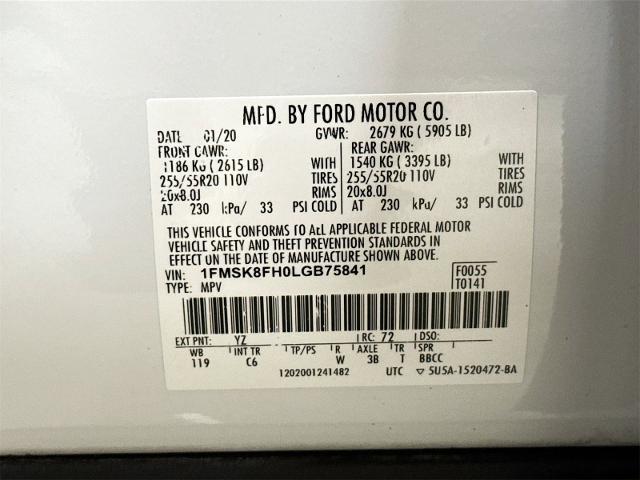 MFD. BY FORD MOTOR CO.
DATE 01/20 GVWR: 2679 KG ( 5905 LB)
FRONT GAWR: REAR GAWR:
1186 KG ( 2615 LB) WITH 1540 KG ( 3395 LB) WITH
255/55R20 110V TIRES 255/55R20 110V TIRES
20x8.0J RIMS 20x8.0J RIMS
AT 230 kPa/ 33 PSI COLD AT 230 kPa/ 33 PSI COLD
THIS VEHICLE CONFORMS TO ALL APPLICABLE FEDERAL MOTOR
VEHICLE SAFETY AND THEFT PREVENTION STANDARDS IN
EFFECT ON THE DATE OF MANUFACTURE SHOWN ABOVE.
VIN: 1FMSK8FH0LGB75841 F0055
TYPE: MPV T0141
EXT PNT: YZ RC: 72 DSO:
WB INT TR TP/PS R AXLE TR SPR
119 C6 W 3B T BBCC
1202001241482 UTC ▽ 5U5A-1520472-BA